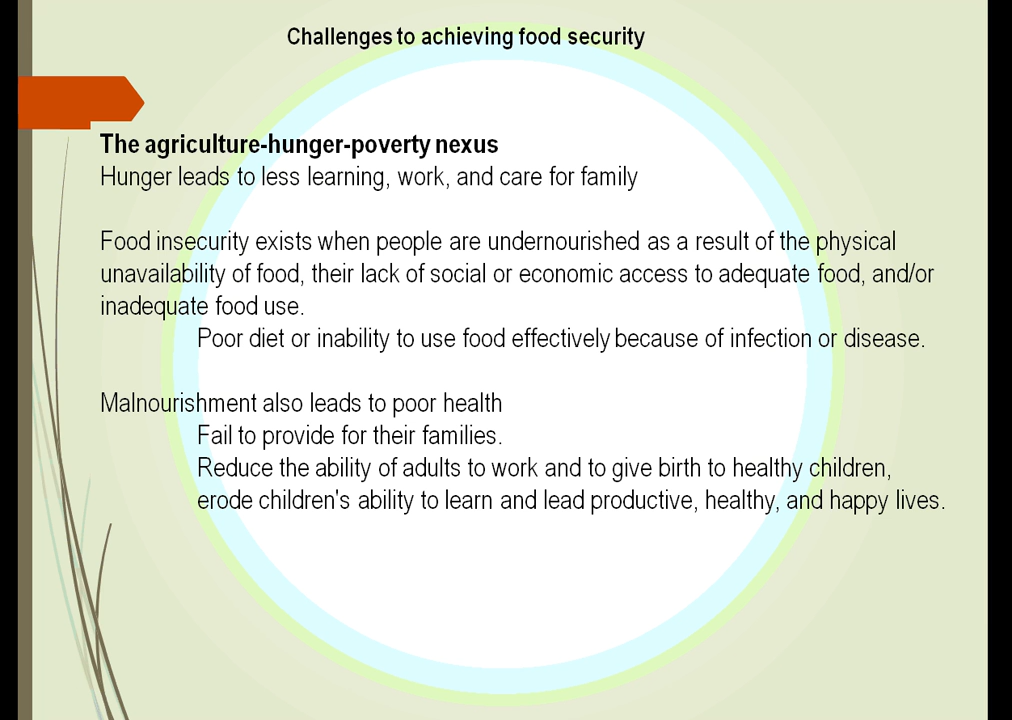 Challenges to achieving food security
The agriculture-hunger-poverty nexus
Hunger leads to less learning, work, and care for family
Food insecurity exists when people are undernourished as a result of the physical
unavailability of food, their lack of social or economic access to adequate food, and/or
inadequate food use.
Poor diet or inability to use food effectively because of infection or disease.
Malnourishment also leads to poor health
Fail to provide for their families.
Reduce the ability of adults to work and to give birth to healthy children,
erode children's ability to learn and lead productive, healthy, and happy lives.